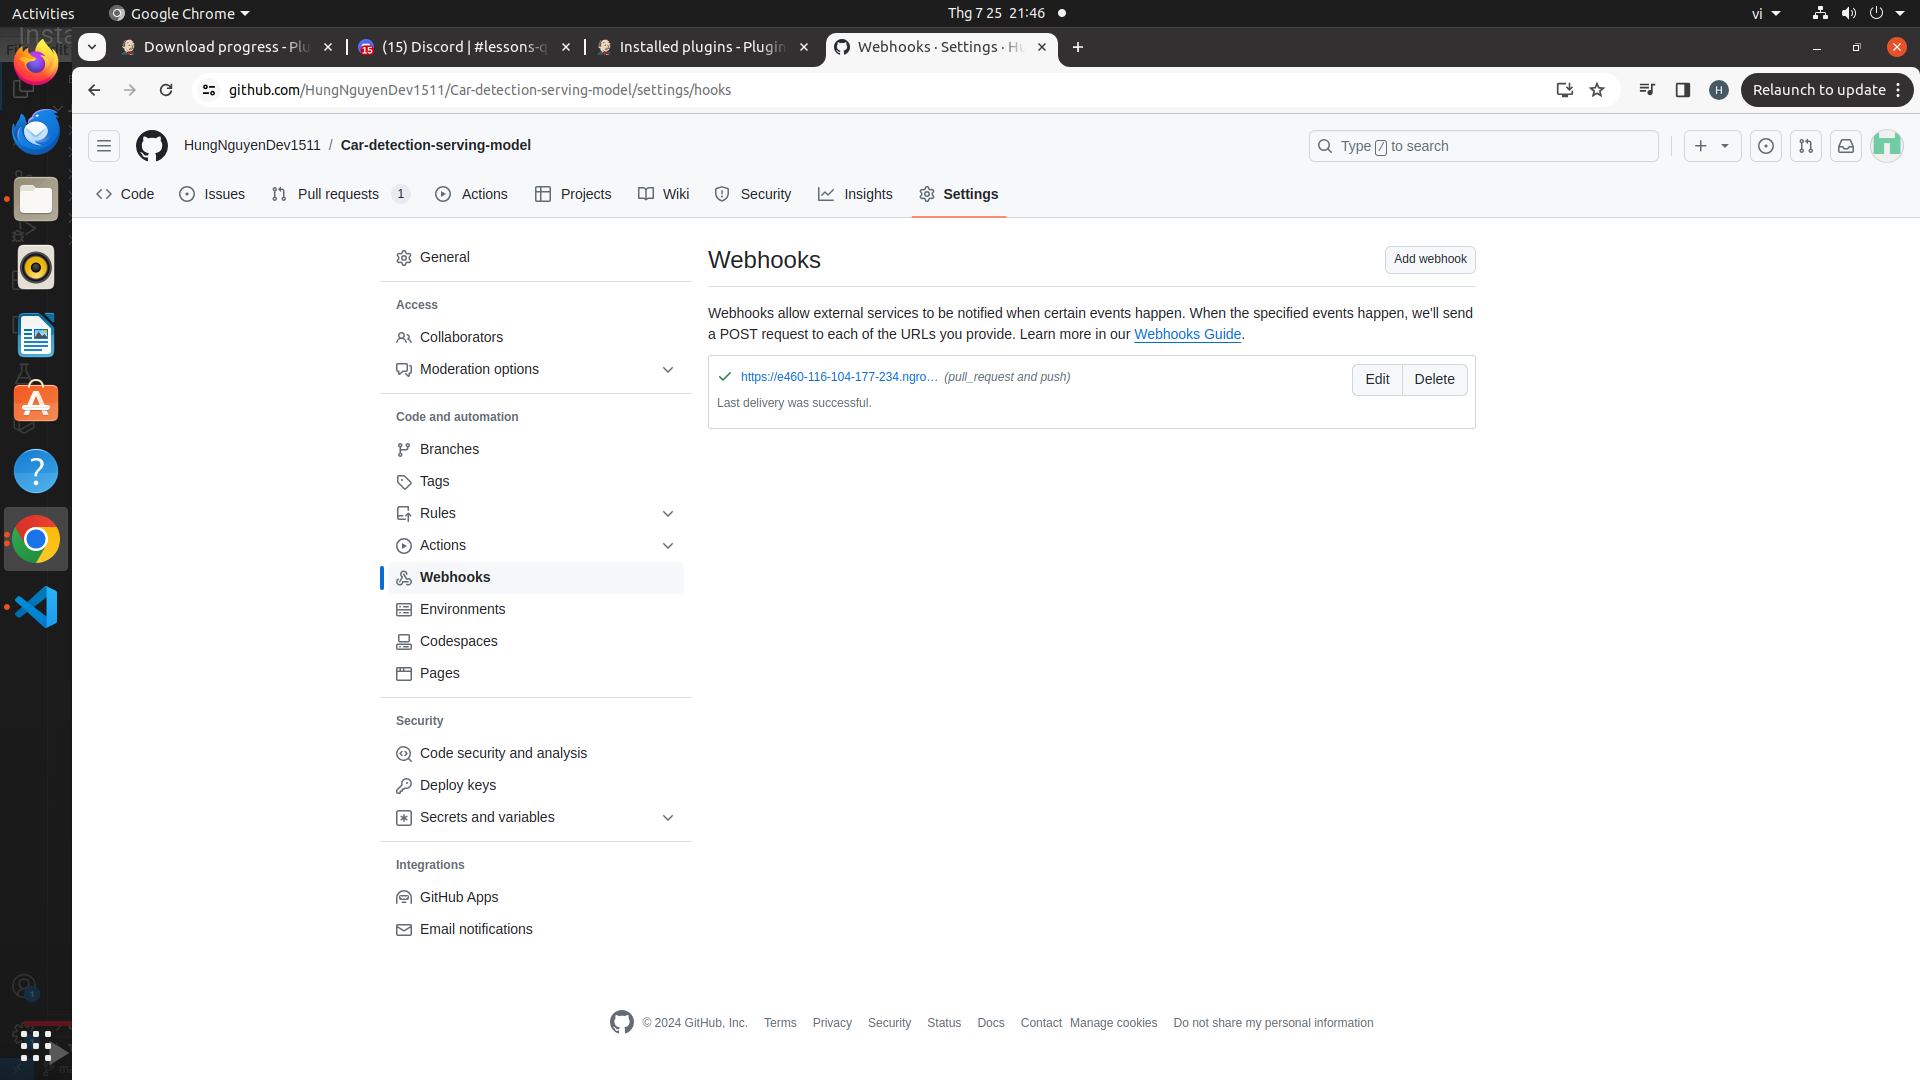 Activities
Google Chrome
Thg 7 25 21:46
vi
Download progress - Plu
(15) Discord | #lessons-q
Installed plugins - Plugin
Webhooks · Settings · Hu
github.com/HungNguyenDev1511/Car-detection-serving-model/settings/hooks
H
Relaunch to update
HungNguyenDev1511 / Car-detection-serving-model
Type / to search
Code
Issues
Pull requests 1
Actions
Projects
Wiki
Security
Insights
Settings
General
Access
Collaborators
Moderation options
Code and automation
Branches
Tags
Rules
Actions
Webhooks
Environments
Codespaces
Pages
Security
Code security and analysis
Deploy keys
Secrets and variables
Integrations
GitHub Apps
Email notifications
Webhooks
Add webhook
Webhooks allow external services to be notified when certain events happen. When the specified events happen, we'll send
a POST request to each of the URLs you provide. Learn more in our Webhooks Guide.
https://e460-116-104-177-234.ngro… (pull_request and push)
Edit
Delete
Last delivery was successful.
© 2024 GitHub, Inc.
Terms
Privacy
Security
Status
Docs
Contact
Manage cookies
Do not share my personal information